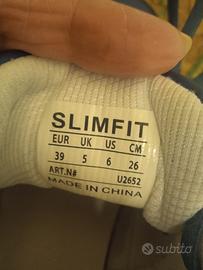 SLIMFIT
EUR UK US CM
39 5 6 26
ART.N# U2652
MADE IN CHINA
subito